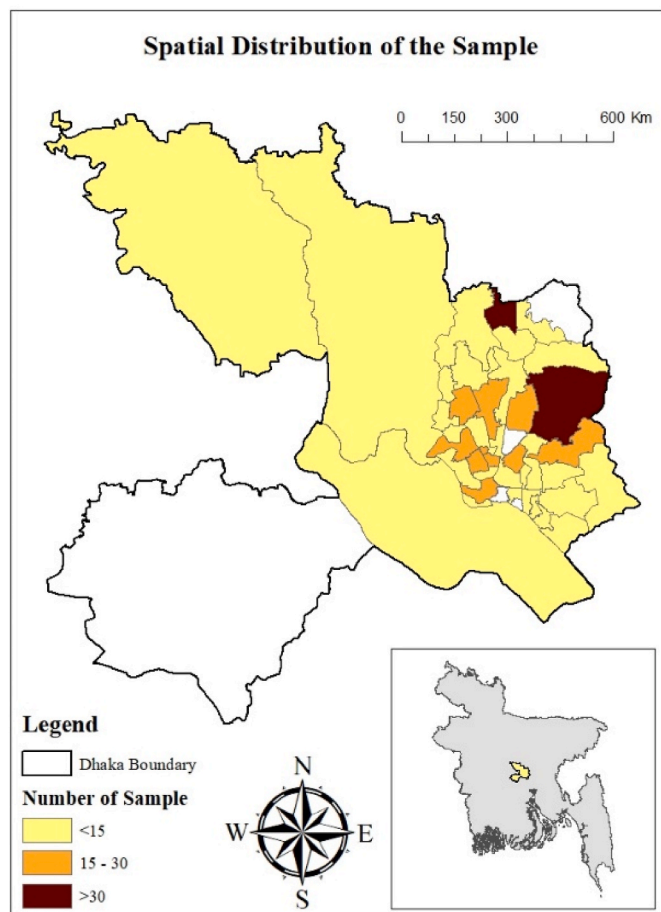 Spatial Distribution of the Sample
0 150 300 600 Km
Legend
Dhaka Boundary
Number of Sample
<15
15 - 30
>30
N
W E
S